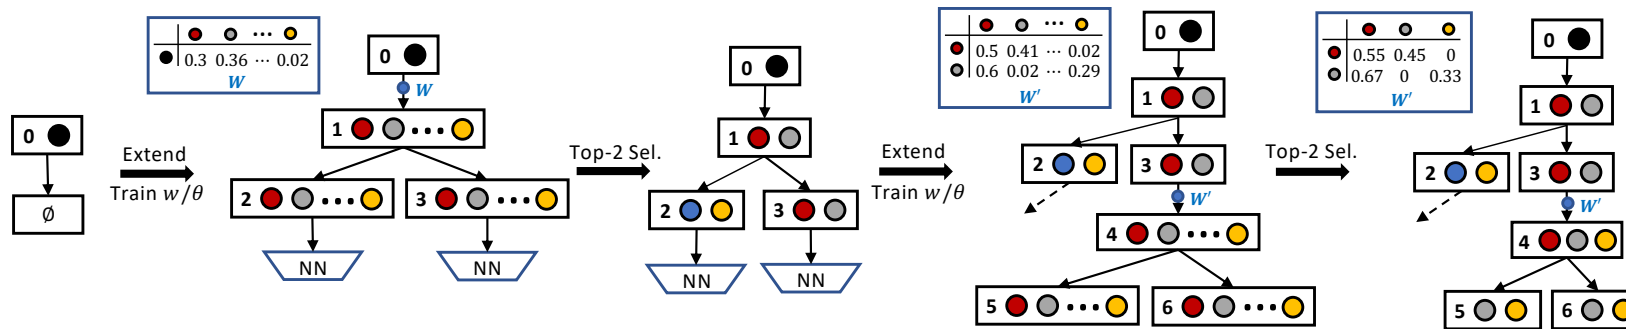 0
∅
Extend
Train w/θ
⋯
0.3 0.36 ⋯ 0.02
W
0
W
1 ⋯
2 ⋯
3 ⋯
NN
NN
Top-2 Sel.
0
1
2
3
NN
NN
Extend
Train w/θ
⋯
0.5 0.41 ⋯ 0.02
0.6 0.02 ⋯ 0.29
W′
0
1
2
3
W′
4 ⋯
5 ⋯
6 ⋯
Top-2 Sel.
0.55 0.45 0
0.67 0 0.33
W′
0
1
2
3
W′
4
5
6